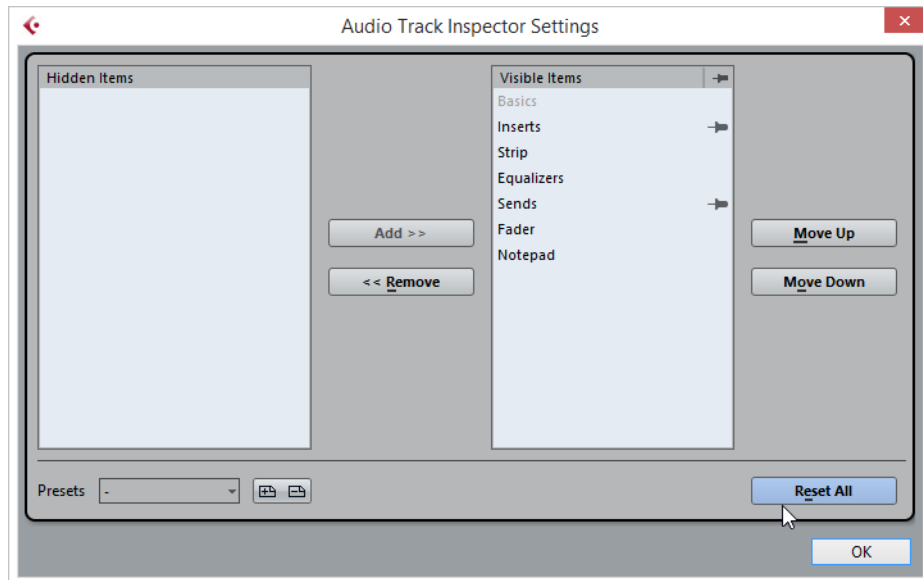 Audio Track Inspector Settings
Hidden Items
Visible Items
Basics
Inserts
Strip
Equalizers
Sends
Fader
Notepad
Add >>
<< Remove
Move Up
Move Down
Presets
-
Reset All
OK